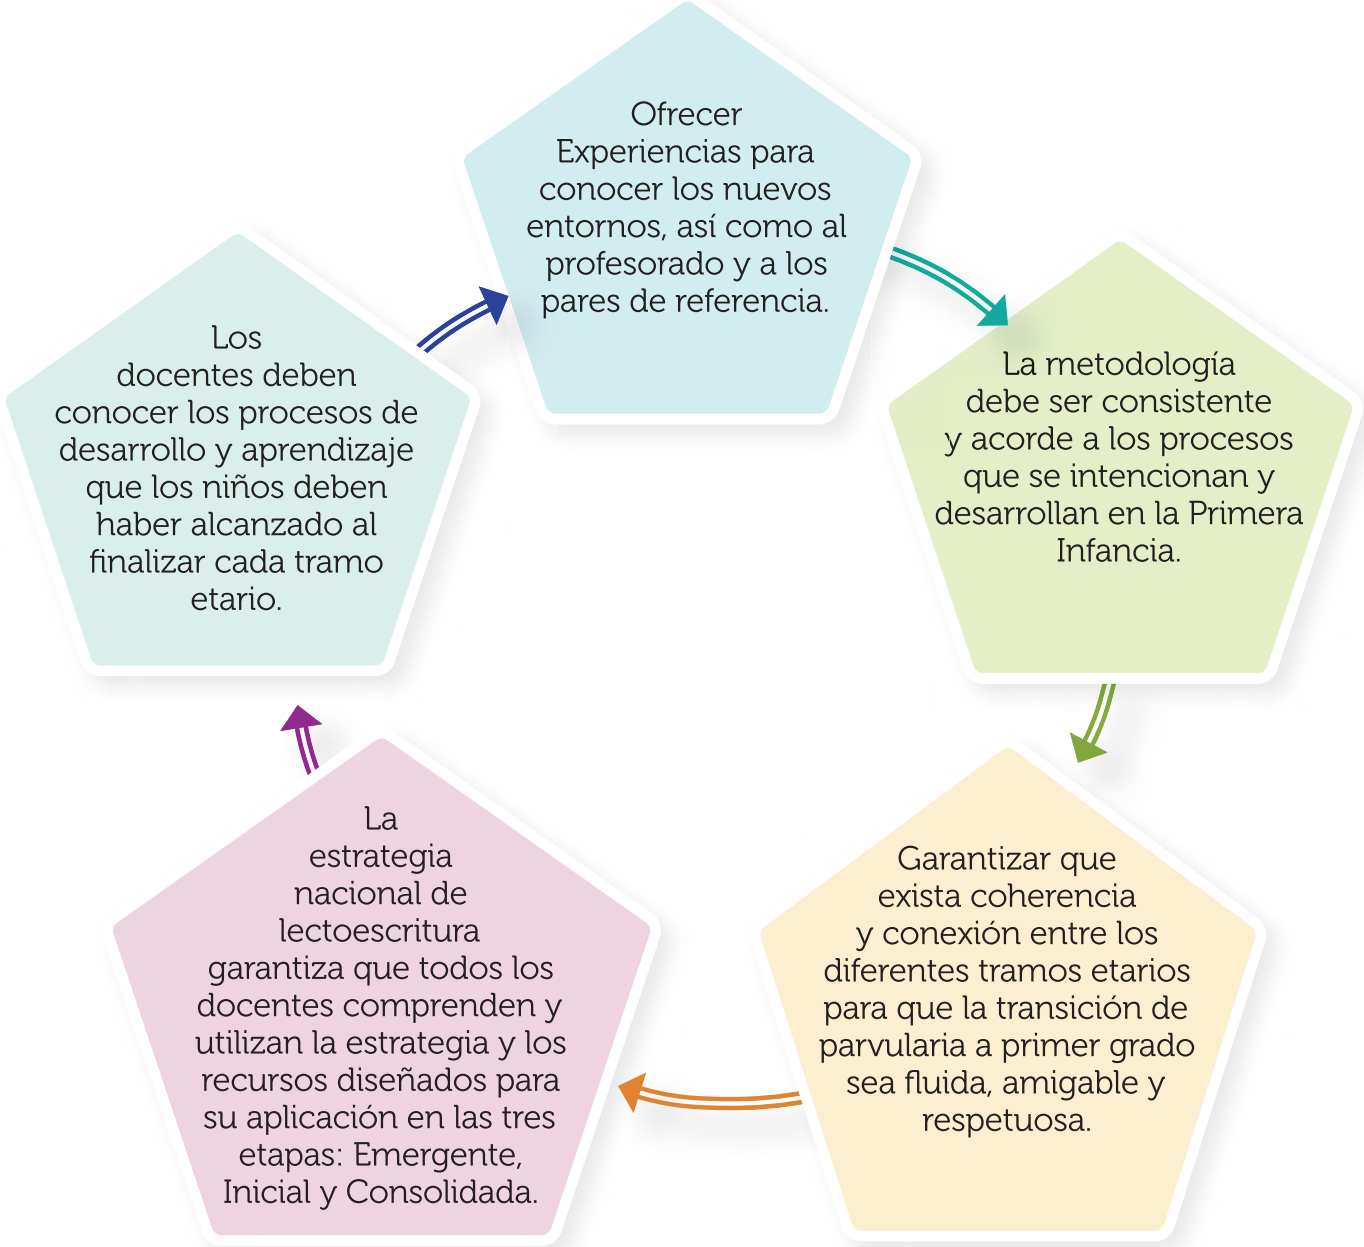 Ofrecer
Experiencias para
conocer los nuevos
entornos, así como al
profesorado y a los
pares de referencia.
La metodología
debe ser consistente
y acorde a los procesos
que se intencionan y
desarrollan en la Primera
Infancia.
Garantizar que
exista coherencia
y conexión entre los
diferentes tramos etarios
para que la transición de
parvularia a primer grado
sea fluida, amigable y
respetuosa.
La
estrategia
nacional de
lectoescritura
garantiza que todos los
docentes comprenden y
utilizan la estrategia y los
recursos diseñados para
su aplicación en las tres
etapas: Emergente,
Inicial y Consolidada.
Los
docentes deben
conocer los procesos de
desarrollo y aprendizaje
que los niños deben
haber alcanzado al
finalizar cada tramo
etario.